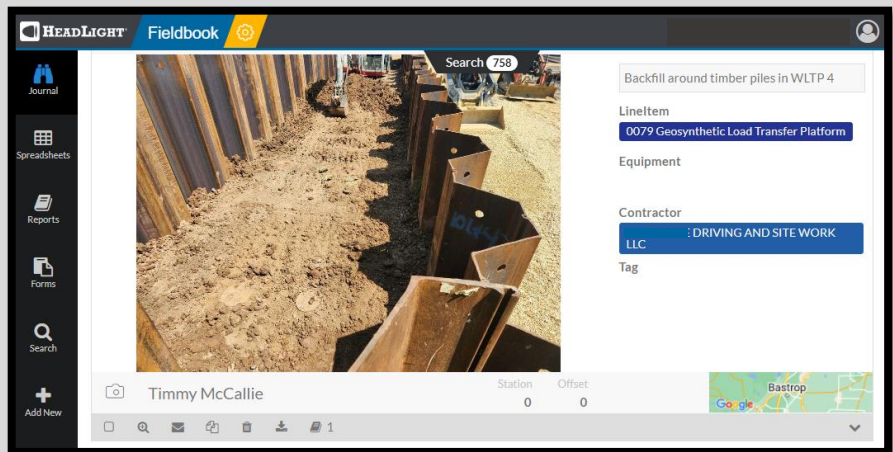 HEADLIGHT Fieldbook
Journal
Spreadsheets
Reports
Forms
Search
Add New
Search 758
Backfill around timber piles in WLTP 4
LineItem
0079 Geosynthetic Load Transfer Platform
Equipment
Contractor
E DRIVING AND SITE WORK
LLC
Tag
Timmy McCallie
Station
0
Offset
0
Bastrop
Google
1